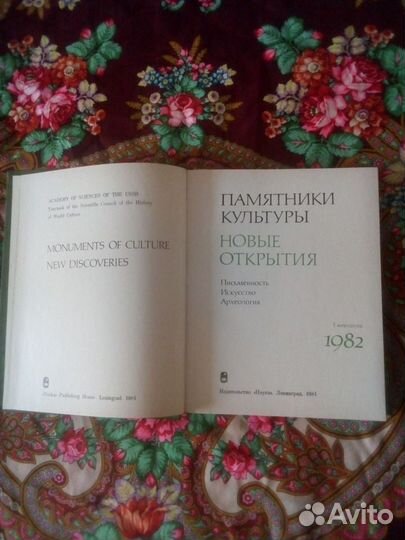 ACADEMY OF SCIENCES OF THE USSR
Yearbook of the Scientific Council of the History
of World Culture
MONUMENTS OF CULTURE
NEW DISCOVERIES
«Nauka» Publishing House Leningrad 1984
ПАМЯТНИКИ
КУЛЬТУРЫ
НОВЫЕ
ОТКРЫТИЯ
Письменность
Искусство
Археология
Ежегодник
1982
Издательство «Наука», Ленинград, 1984
Avito